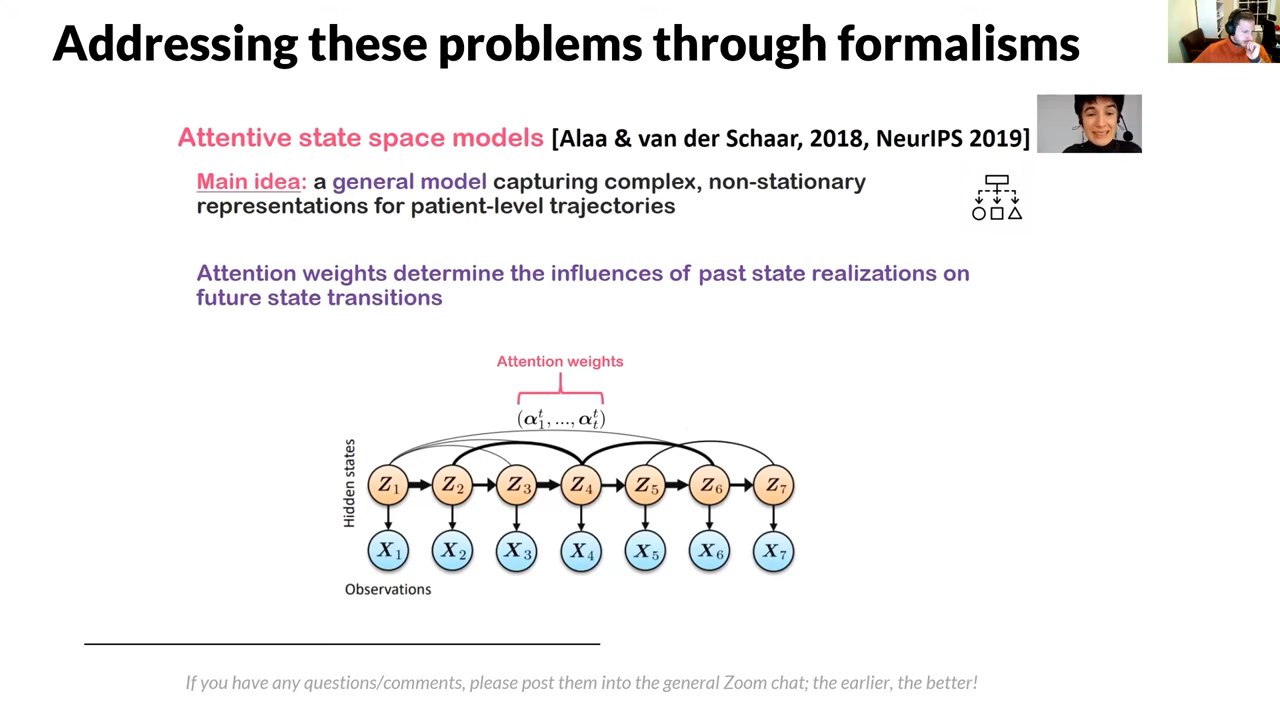 Addressing these problems through formalisms
Attentive state space models [Alaa & van der Schaar, 2018, NeurIPS 2019]
Main idea: a general model capturing complex, non-stationary
representations for patient-level trajectories
Attention weights determine the influences of past state realizations on
future state transitions
Attention weights
(α₁ᵗ, ..., αₜᵗ)
Hidden states
Z₁ Z₂ Z₃ Z₄ Z₅ Z₆ Z₇
X₁ X₂ X₃ X₄ X₅ X₆ X₇
Observations
If you have any questions/comments, please post them into the general Zoom chat; the earlier, the better!